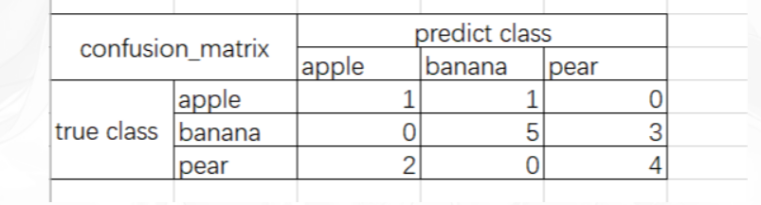 confusion_matrix predict class
apple banana pear
true class apple 1 1 0
banana 0 5 3
pear 2 0 4